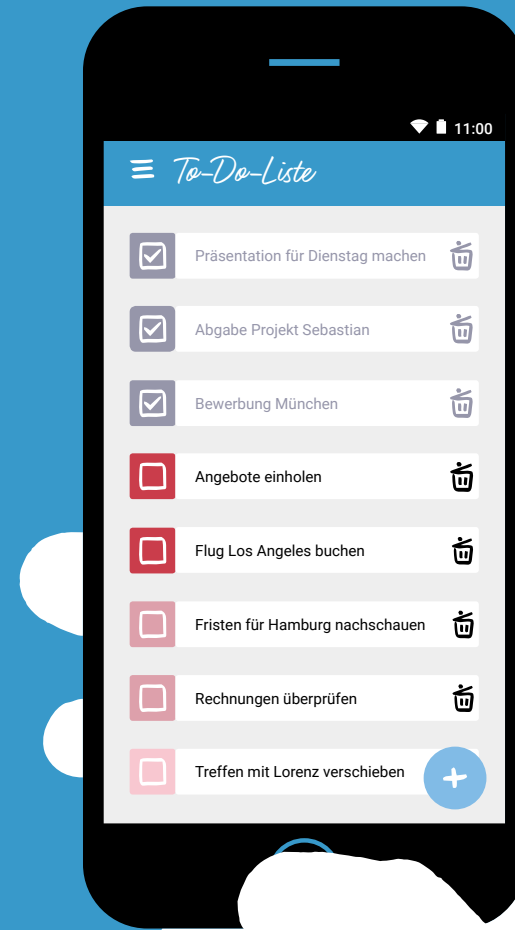 11:00
To-Do-Liste
Präsentation für Dienstag machen
Abgabe Projekt Sebastian
Bewerbung München
Angebote einholen
Flug Los Angeles buchen
Fristen für Hamburg nachschauen
Rechnungen überprüfen
Treffen mit Lorenz verschieben